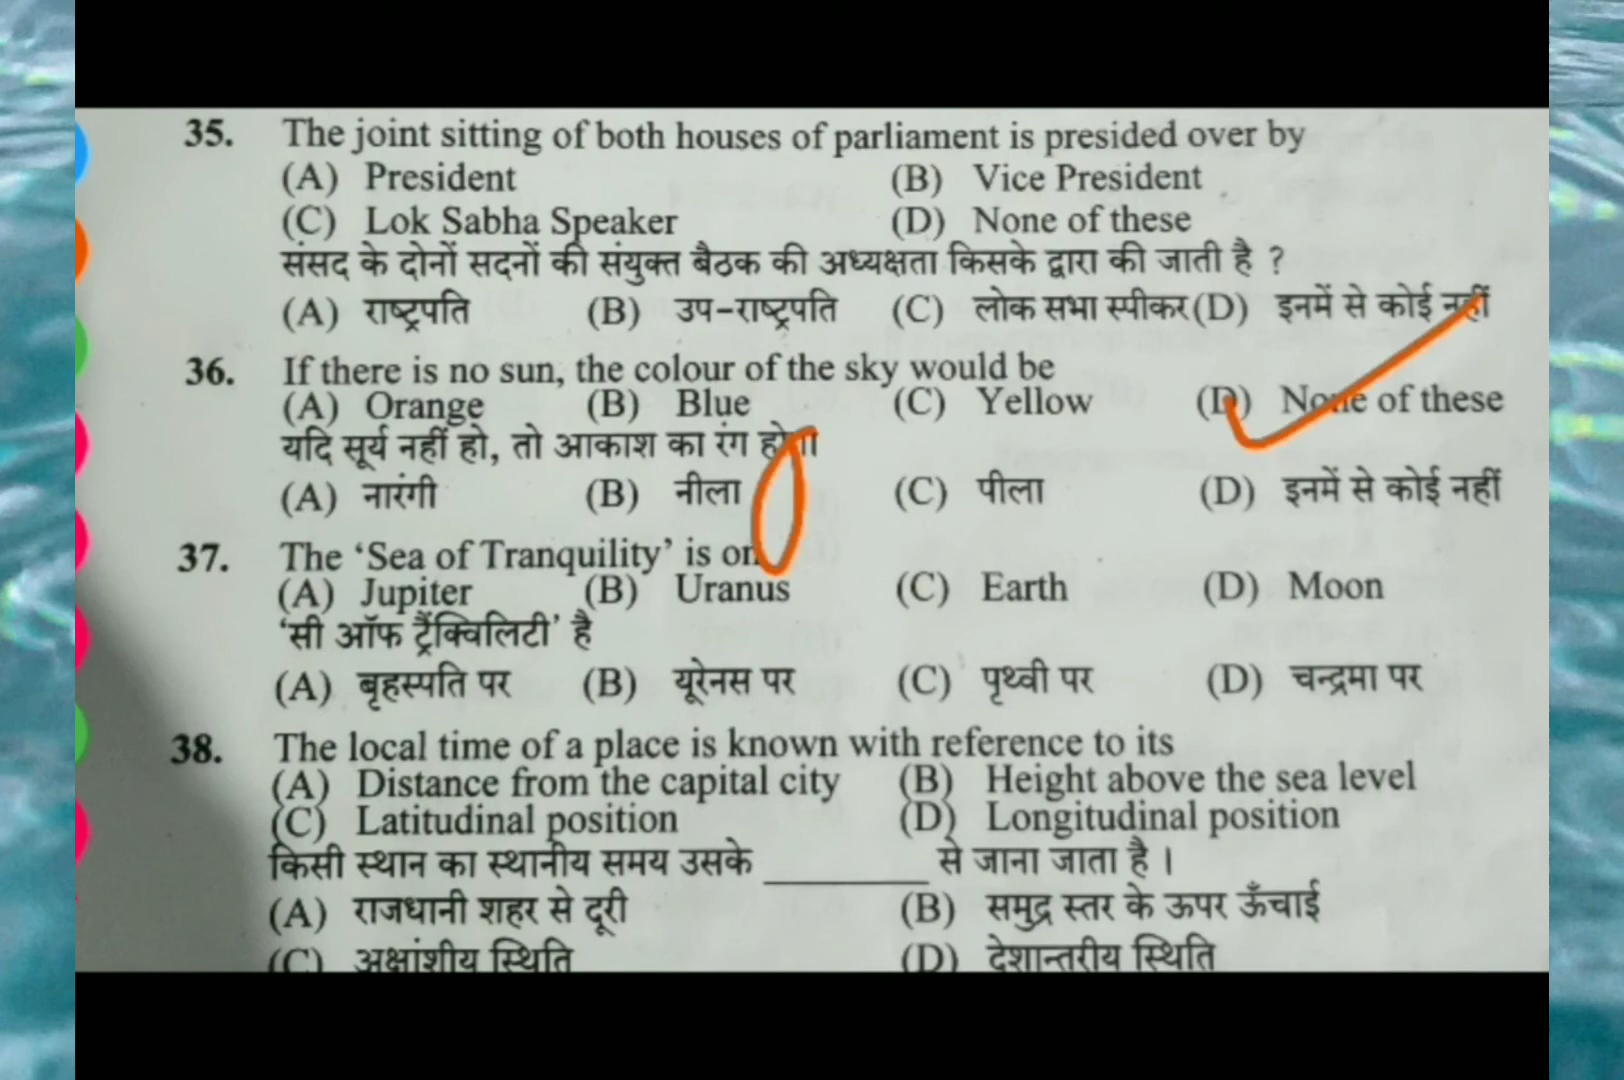 35. The joint sitting of both houses of parliament is presided over by
(A) President (B) Vice President
(C) Lok Sabha Speaker (D) None of these
संसद के दोनों सदनों की संयुक्त बैठक की अध्यक्षता किसके द्वारा की जाती है ?
(A) राष्ट्रपति (B) उप-राष्ट्रपति (C) लोक सभा स्पीकर (D) इनमें से कोई नहीं
36. If there is no sun, the colour of the sky would be
(A) Orange (B) Blue (C) Yellow (D) None of these
यदि सूर्य नहीं हो, तो आकाश का रंग होगा
(A) नारंगी (B) नीला (C) पीला (D) इनमें से कोई नहीं
37. The ‘Sea of Tranquility’ is on
(A) Jupiter (B) Uranus (C) Earth (D) Moon
‘सी ऑफ ट्रैंक्विलिटी’ है
(A) बृहस्पति पर (B) यूरेनस पर (C) पृथ्वी पर (D) चन्द्रमा पर
38. The local time of a place is known with reference to its
(A) Distance from the capital city (B) Height above the sea level
(C) Latitudinal position (D) Longitudinal position
किसी स्थान का स्थानीय समय उसके ________ से जाना जाता है ।
(A) राजधानी शहर से दूरी (B) समुद्र स्तर के ऊपर ऊँचाई
(C) अक्षांशीय स्थिति (D) देशान्तरीय स्थिति